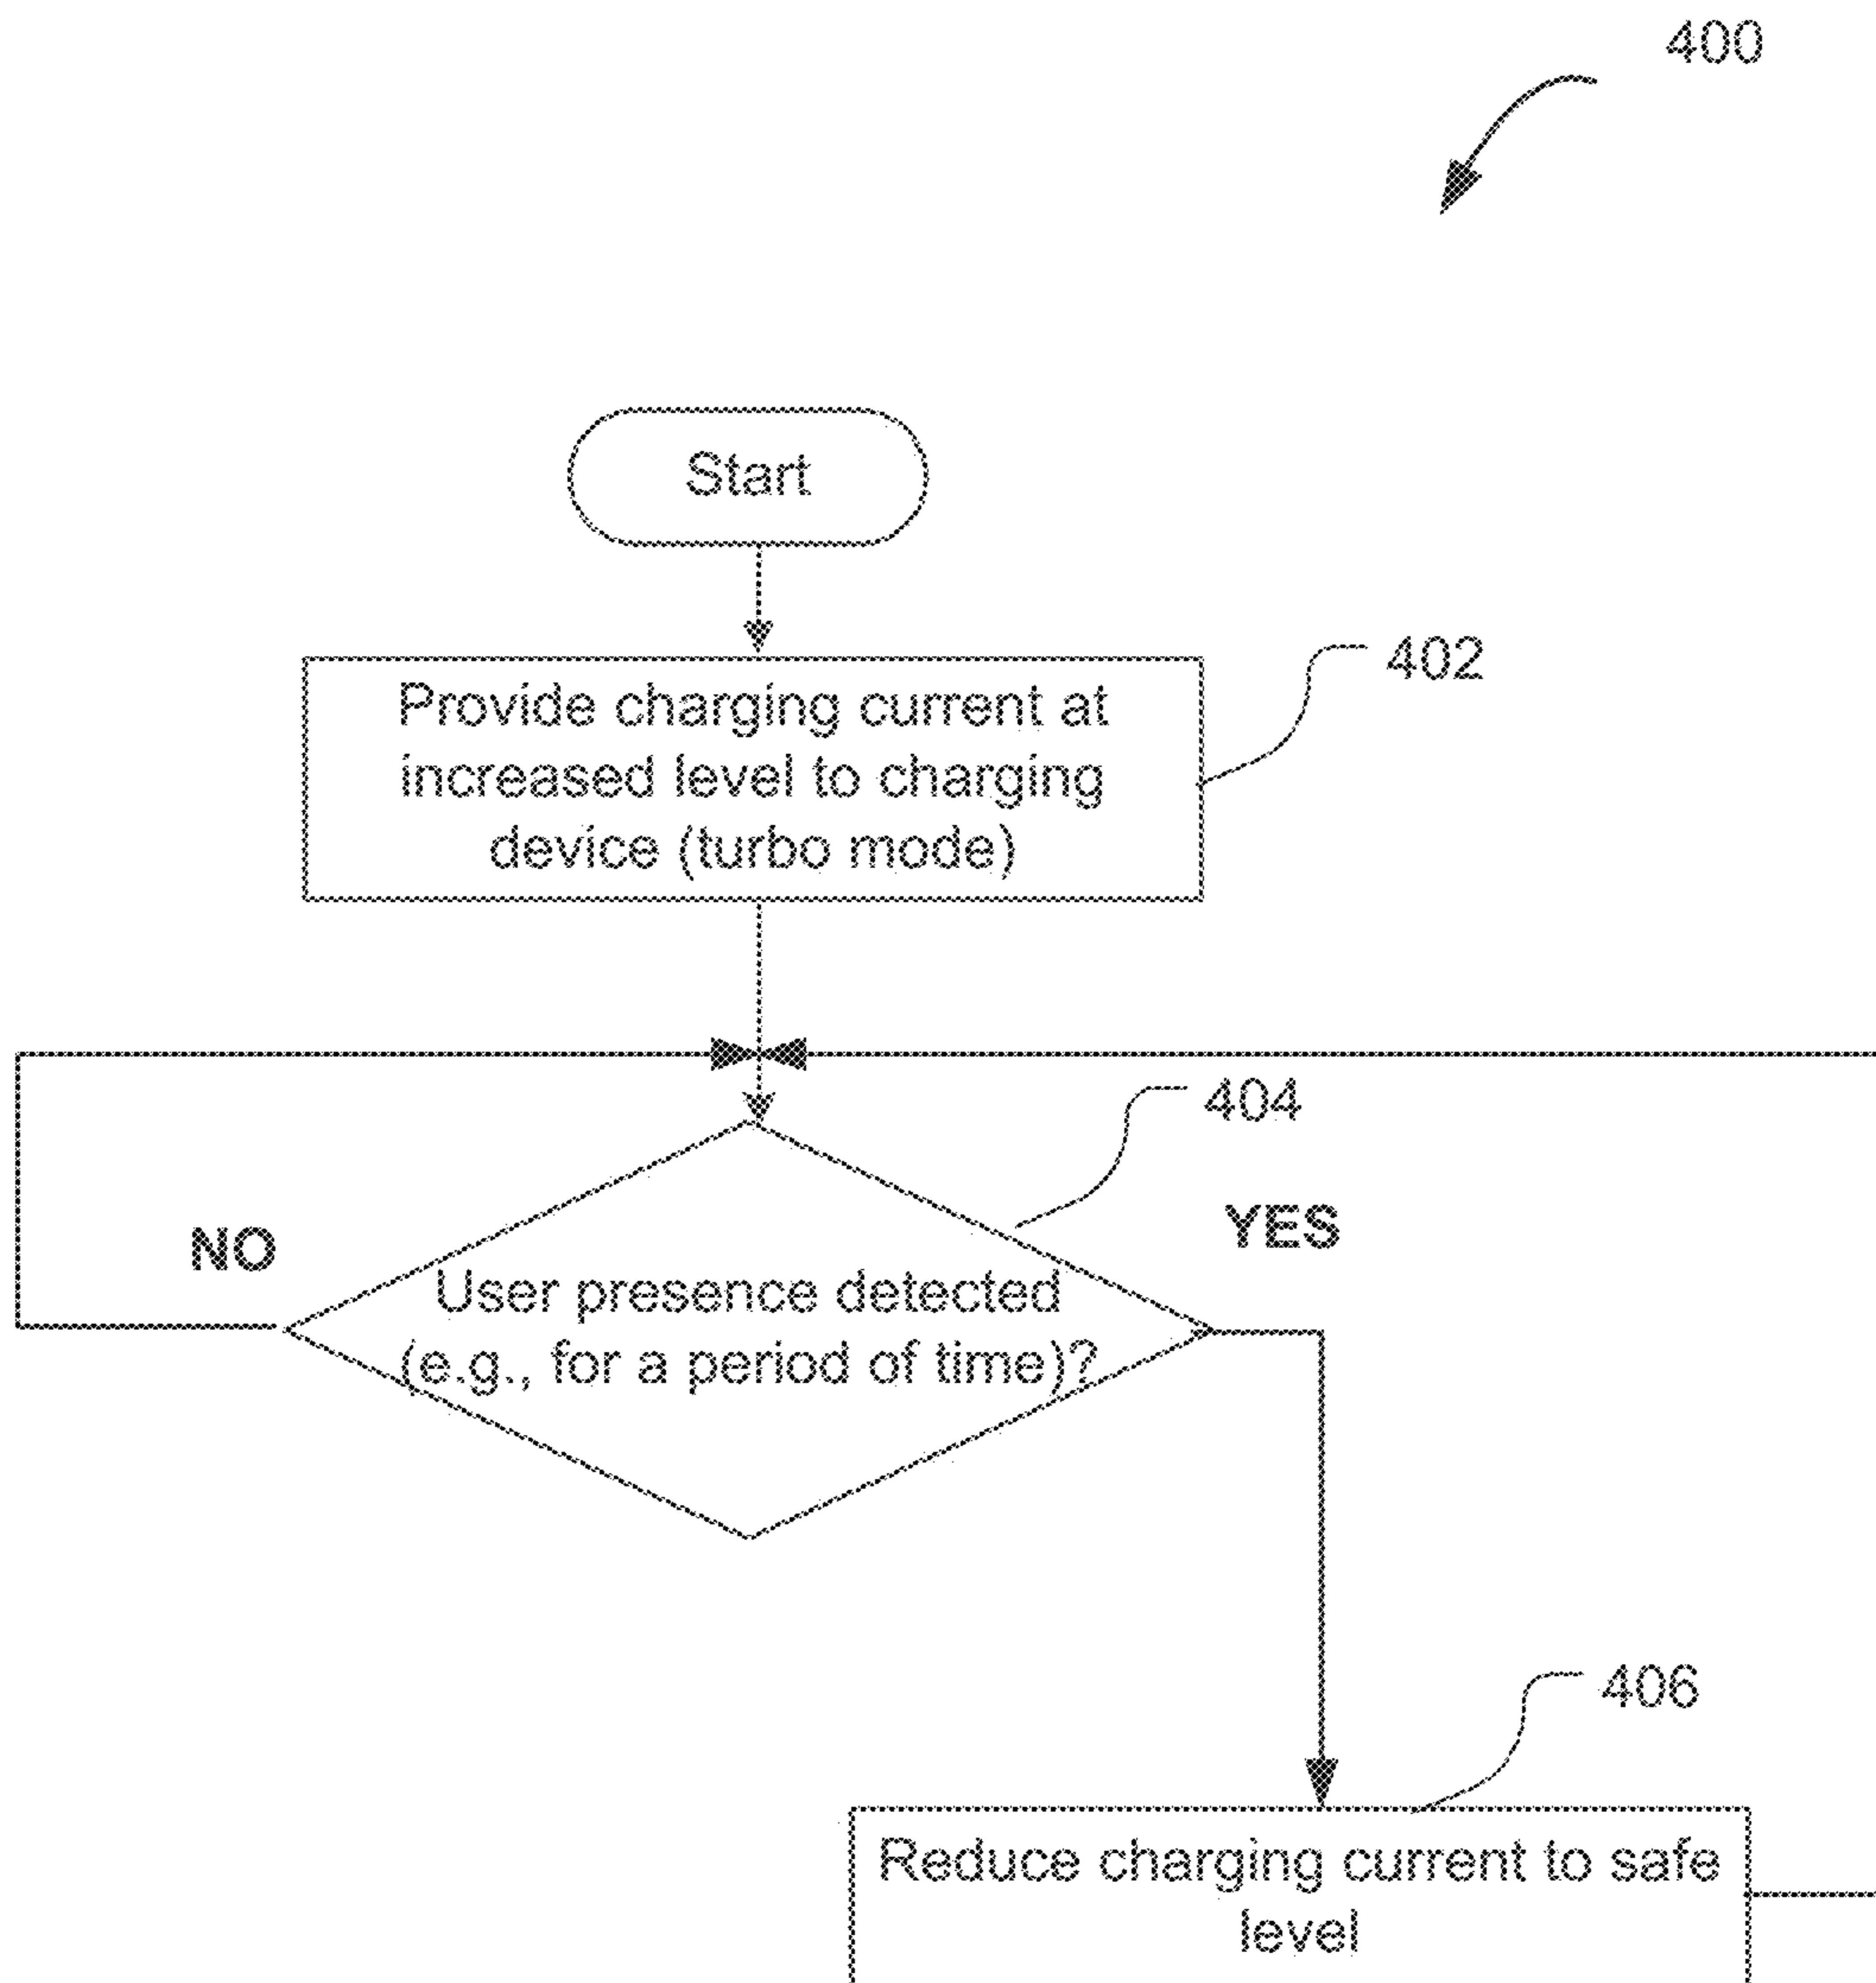 400
Start
Provide charging current at
increased level to charging
device (turbo mode)
402
404
NO
YES
User presence detected
(e.g., for a period of time)?
406
Reduce charging current to safe
level